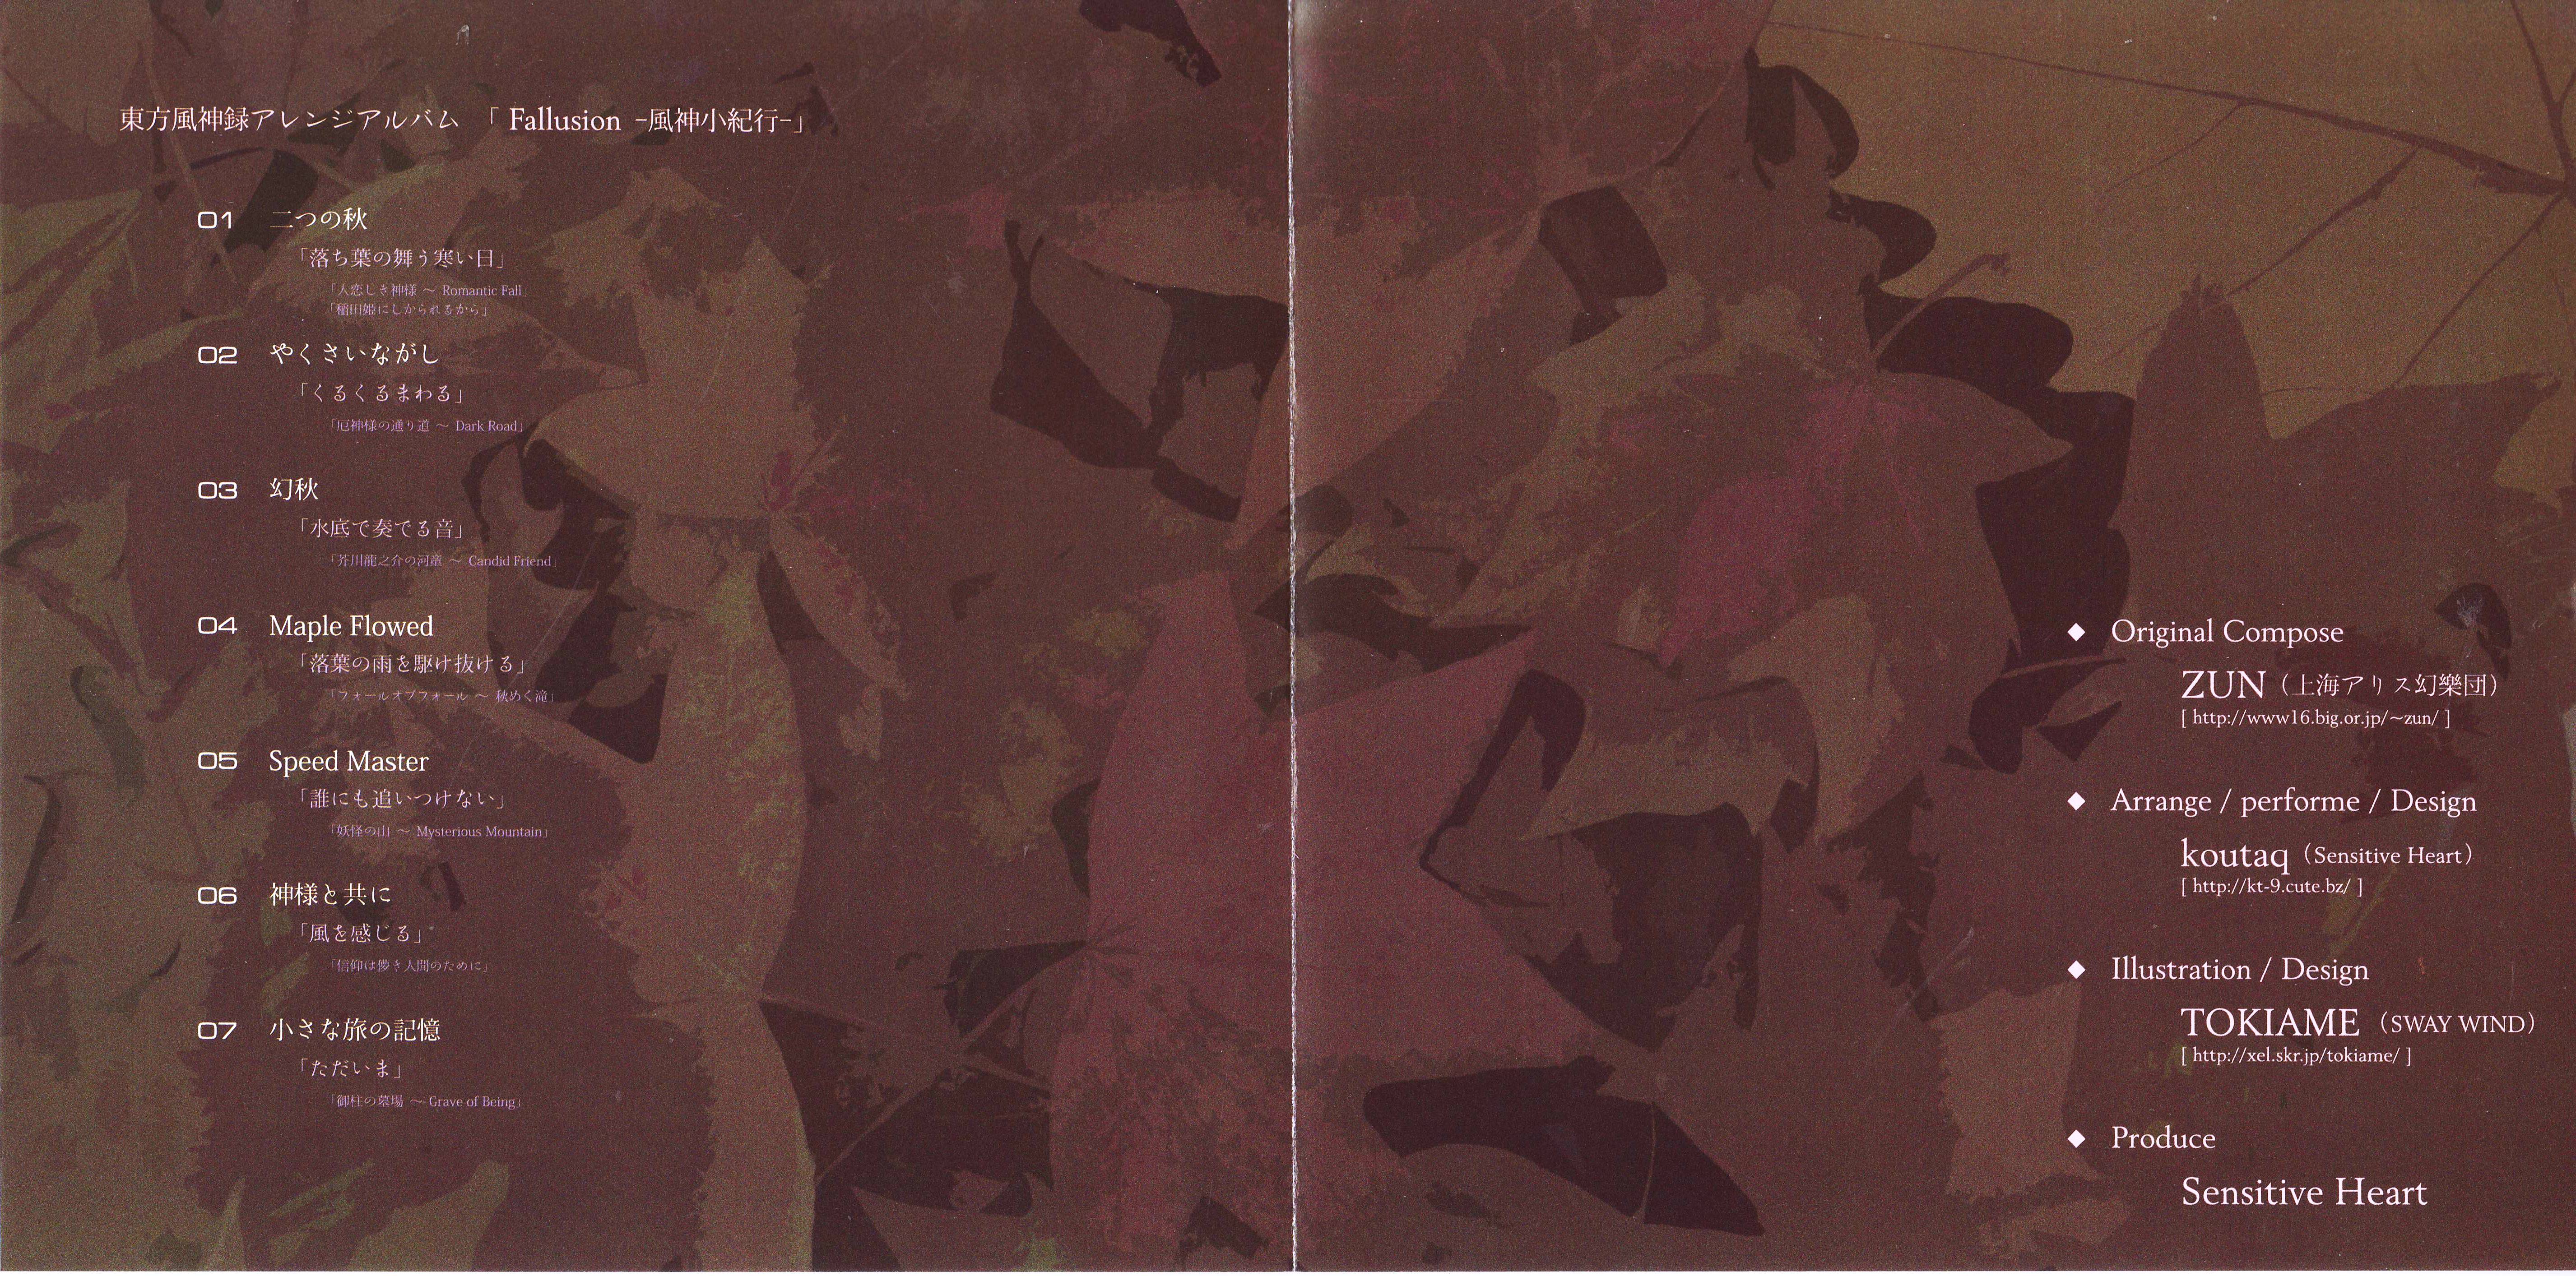 東方風神録アレンジアルバム 「 Fallusion -風神小紀行-」
01 二つの秋
「落ち葉の舞う寒い日」
「人恋しき神様 ～ Romantic Fall」
「稲田姫にしかられるから」
02 やくさいながし
「くるくるまわる」
「厄神様の通り道 ～ Dark Road」
03 幻秋
「水底で奏でる音」
「芥川龍之介の河童 ～ Candid Friend」
04 Maple Flowed
「落葉の雨を駆け抜ける」
「フォールオブフォール ～ 秋めく滝」
05 Speed Master
「誰にも追いつけない」
「妖怪の山 ～ Mysterious Mountain」
06 神様と共に
「風を感じる」
「信仰は儚き人間のために」
07 小さな旅の記憶
「ただいま」
「御柱の墓場 ～ Grave of Being」
◆ Original Compose
ZUN（上海アリス幻樂団）
[ http://www16.big.or.jp/~zun/ ]
◆ Arrange / performe / Design
koutaq（Sensitive Heart）
[ http://kt-9.cute.bz/ ]
◆ Illustration / Design
TOKIAME（SWAY WIND）
[ http://xel.skr.jp/tokiame/ ]
◆ Produce
Sensitive Heart